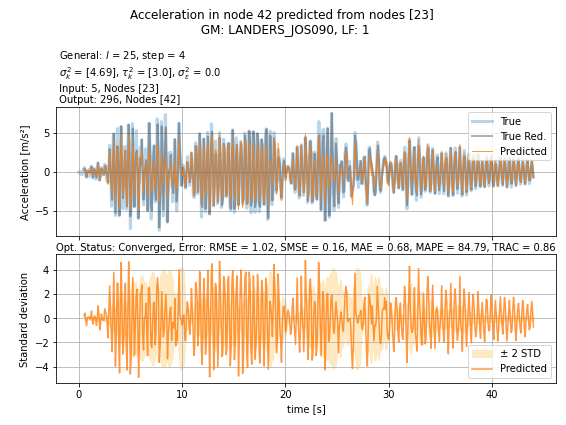 Acceleration in node 42 predicted from nodes [23]
GM: LANDERS_JOS090, LF: 1
General: l = 25, step = 4
σ²ₖ = [4.69], τ²ₖ = [3.0], σ²ₑ = 0.0
Input: 5, Nodes [23]
Output: 296, Nodes [42]
Acceleration [m/s²]
5
0
−5
True
True Red.
Predicted
Opt. Status: Converged, Error: RMSE = 1.02, SMSE = 0.16, MAE = 0.68, MAPE = 84.79, TRAC = 0.86
Standard deviation
4
2
0
−2
−4
± 2 STD
Predicted
0 10 20 30 40
time [s]